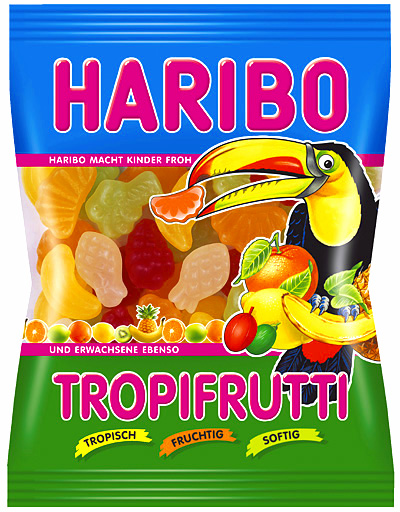 HARIBO
HARIBO MACHT KINDER FROH
UND ERWACHSENE EBENSO
TROPIFRUTTI
TROPISCH FRUCHTIG SOFTIG